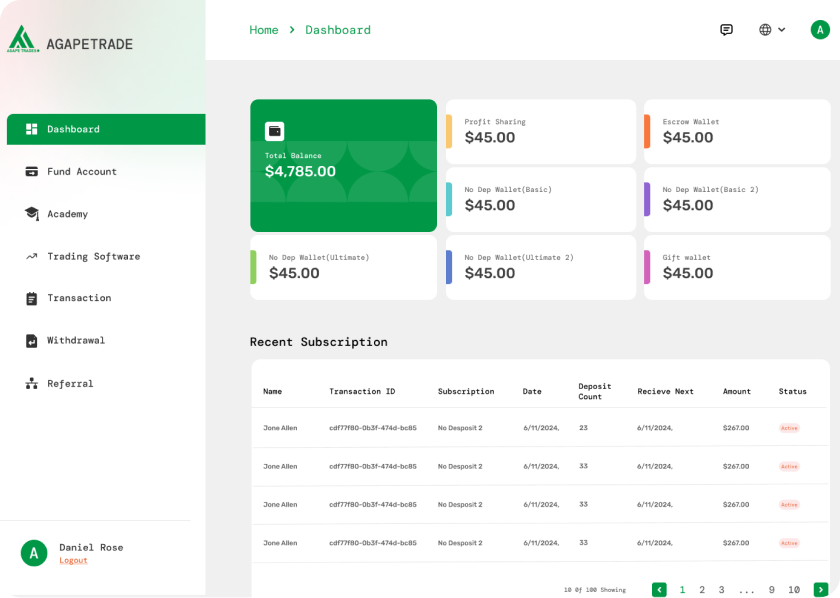 AGAPE TRADES
AGAPETRADE
Home > Dashboard
A
Dashboard
Fund Account
Academy
Trading Software
Transaction
Withdrawal
Referral
A
Daniel Rose
Logout
Total Balance
$4,785.00
Profit Sharing
$45.00
Escrow Wallet
$45.00
No Dep Wallet(Basic)
$45.00
No Dep Wallet(Basic 2)
$45.00
No Dep Wallet(Ultimate)
$45.00
No Dep Wallet(Ultimate 2)
$45.00
Gift wallet
$45.00
Recent Subscription
Name Transaction ID Subscription Date Deposit Count Recieve Next Amount Status
Jone Allen cdf77f80-0b3f-474d-bc85 No Desposit 2 6/11/2024, 23 6/11/2024, $267.00 Active
Jone Allen cdf77f80-0b3f-474d-bc85 No Desposit 2 6/11/2024, 33 6/11/2024, $267.00 Active
Jone Allen cdf77f80-0b3f-474d-bc85 No Desposit 2 6/11/2024, 33 6/11/2024, $267.00 Active
Jone Allen cdf77f80-0b3f-474d-bc85 No Desposit 2 6/11/2024, 33 6/11/2024, $267.00 Active
10 Of 100 Showing < 1 2 3 ... 9 10 >